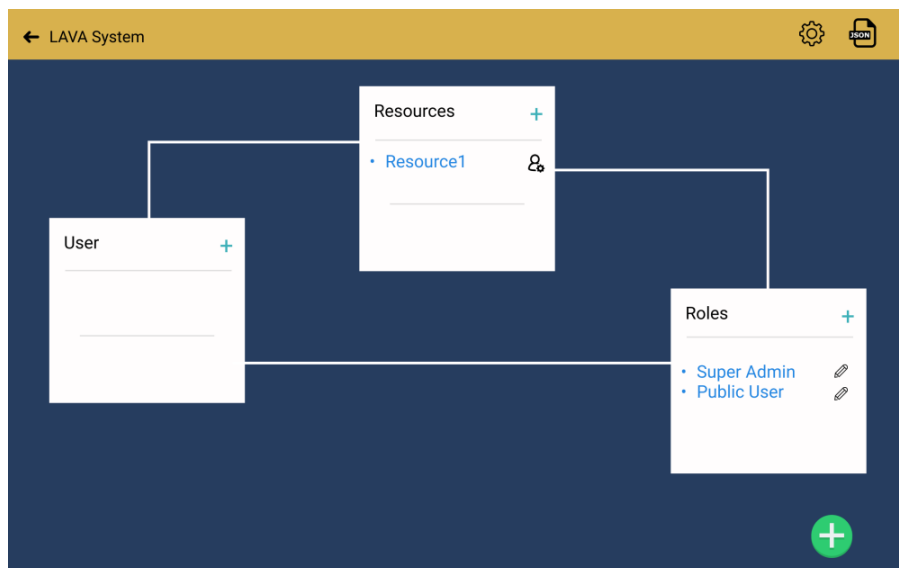 LAVA System
JSON
Resources
Resource1
User
Roles
Super Admin
Public User